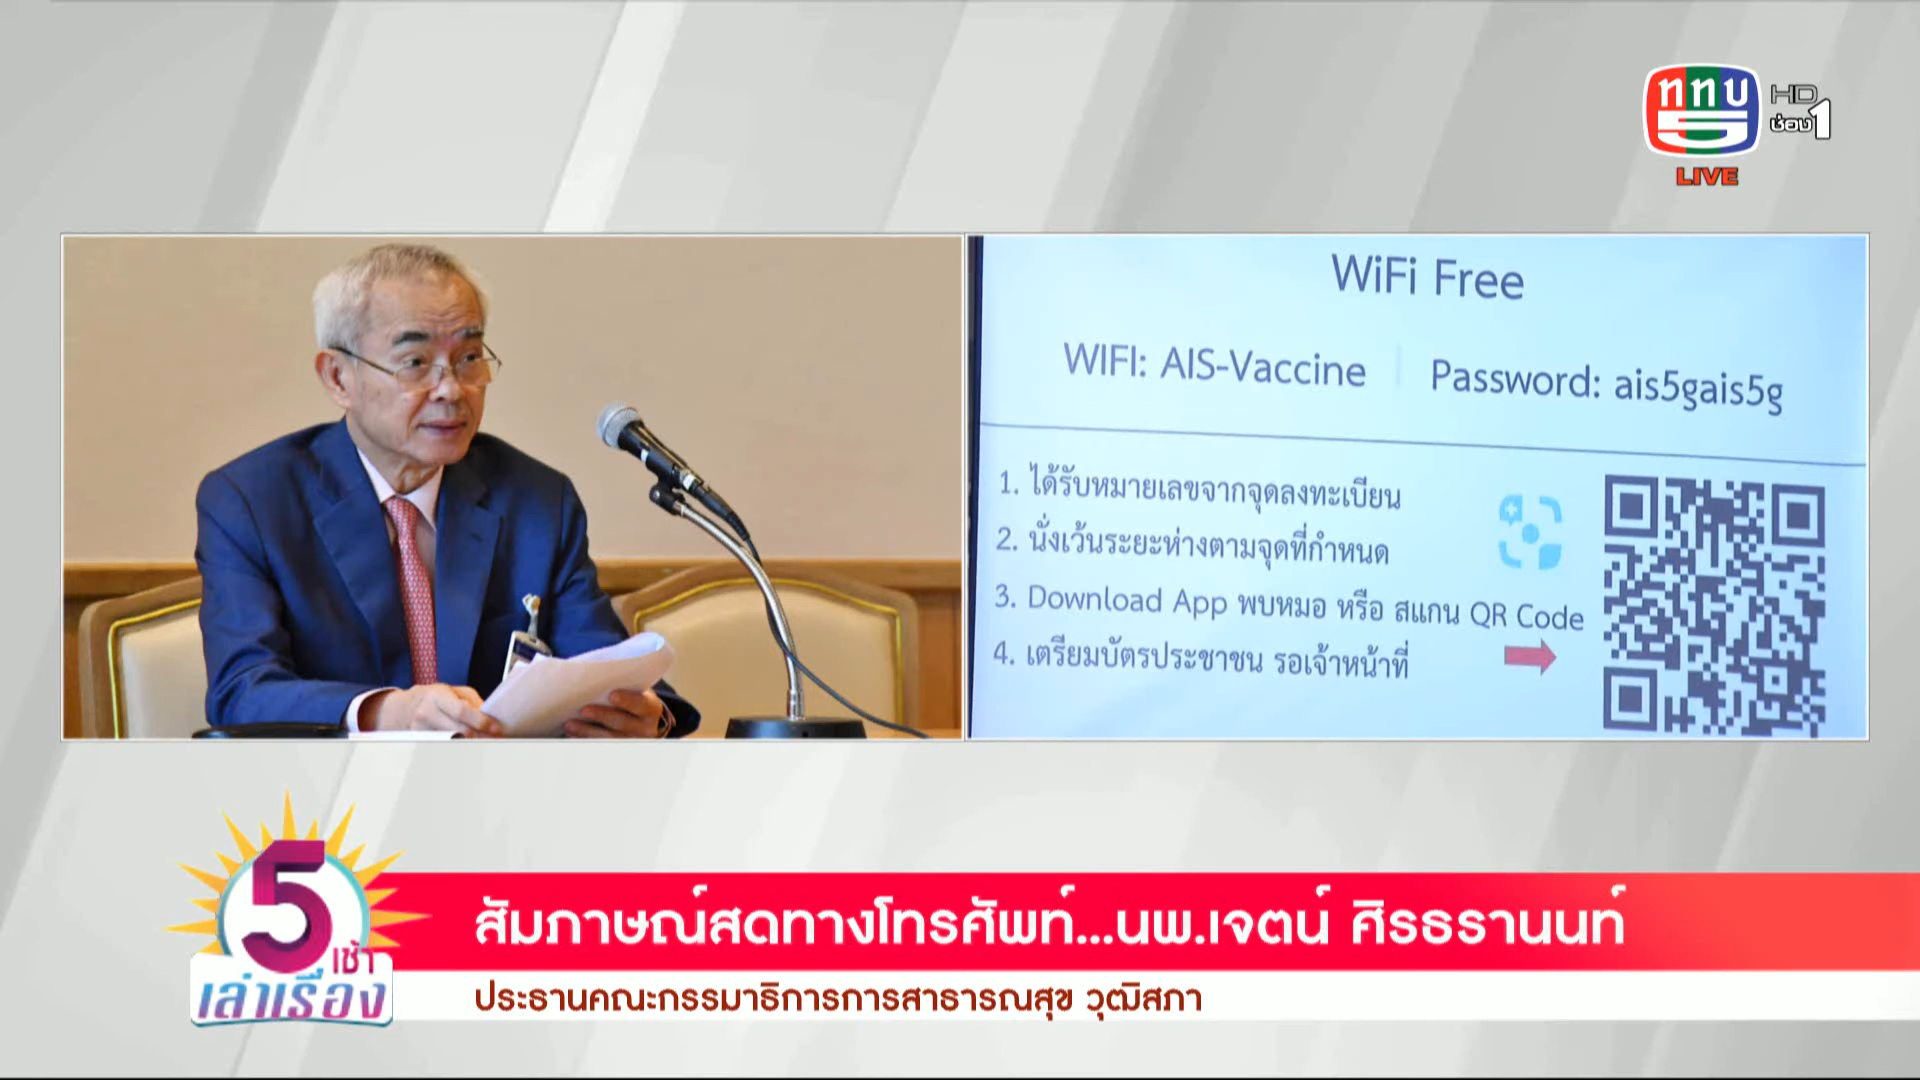 ททบ
5
HD
ช่อง1
LIVE
WiFi Free
WIFI: AIS-Vaccine
Password: ais5gais5g
1. ได้รับหมายเลขจากจุดลงทะเบียน
2. นั่งเว้นระยะห่างตามจุดที่กำหนด
3. Download App พบหมอ หรือ สแกน QR Code
4. เตรียมบัตรประชาชน รอเจ้าหน้าที่
5
เช้า
เล่าเรื่อง
สัมภาษณ์สดทางโทรศัพท์...นพ.เจตน์ ศิรธรานนท์
ประธานคณะกรรมาธิการการสาธารณสุข วุฒิสภา